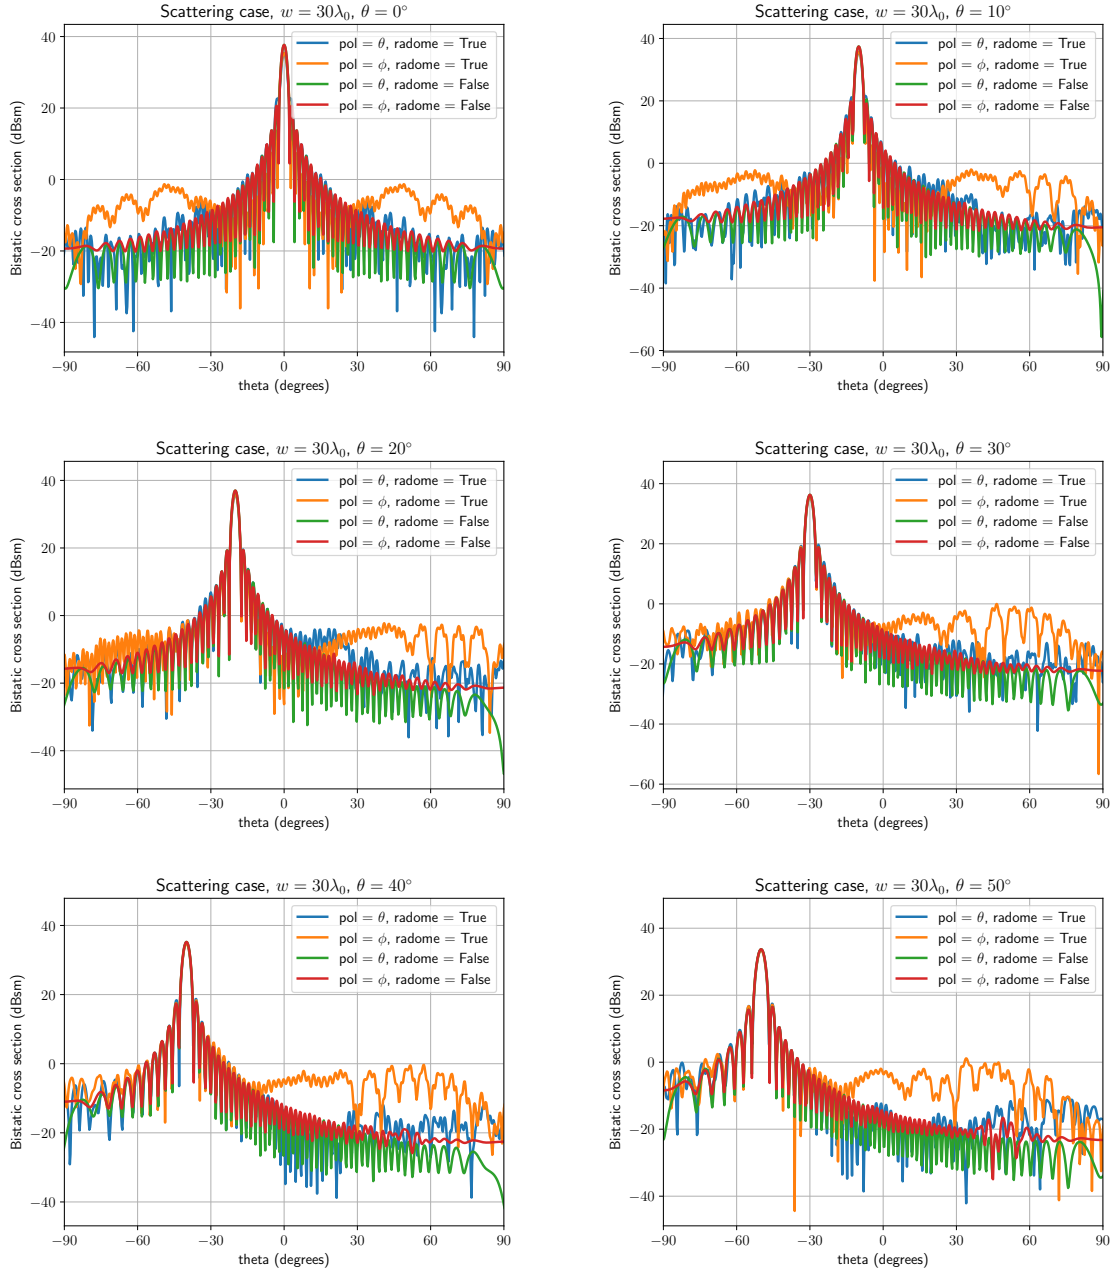 Scattering case, w = 30λ₀, θ = 0°
pol = θ, radome = True
pol = ϕ, radome = True
pol = θ, radome = False
pol = ϕ, radome = False
Bistatic cross section (dBsm)
40
20
0
−20
−40
−90 −60 −30 0 30 60 90
theta (degrees)
Scattering case, w = 30λ₀, θ = 10°
pol = θ, radome = True
pol = ϕ, radome = True
pol = θ, radome = False
pol = ϕ, radome = False
Bistatic cross section (dBsm)
40
20
0
−20
−40
−60
−90 −60 −30 0 30 60 90
theta (degrees)
Scattering case, w = 30λ₀, θ = 20°
pol = θ, radome = True
pol = ϕ, radome = True
pol = θ, radome = False
pol = ϕ, radome = False
Bistatic cross section (dBsm)
40
20
0
−20
−40
−90 −60 −30 0 30 60 90
theta (degrees)
Scattering case, w = 30λ₀, θ = 30°
pol = θ, radome = True
pol = ϕ, radome = True
pol = θ, radome = False
pol = ϕ, radome = False
Bistatic cross section (dBsm)
40
20
0
−20
−40
−60
−90 −60 −30 0 30 60 90
theta (degrees)
Scattering case, w = 30λ₀, θ = 40°
pol = θ, radome = True
pol = ϕ, radome = True
pol = θ, radome = False
pol = ϕ, radome = False
Bistatic cross section (dBsm)
40
20
0
−20
−40
−90 −60 −30 0 30 60 90
theta (degrees)
Scattering case, w = 30λ₀, θ = 50°
pol = θ, radome = True
pol = ϕ, radome = True
pol = θ, radome = False
pol = ϕ, radome = False
Bistatic cross section (dBsm)
40
20
0
−20
−40
−90 −60 −30 0 30 60 90
theta (degrees)